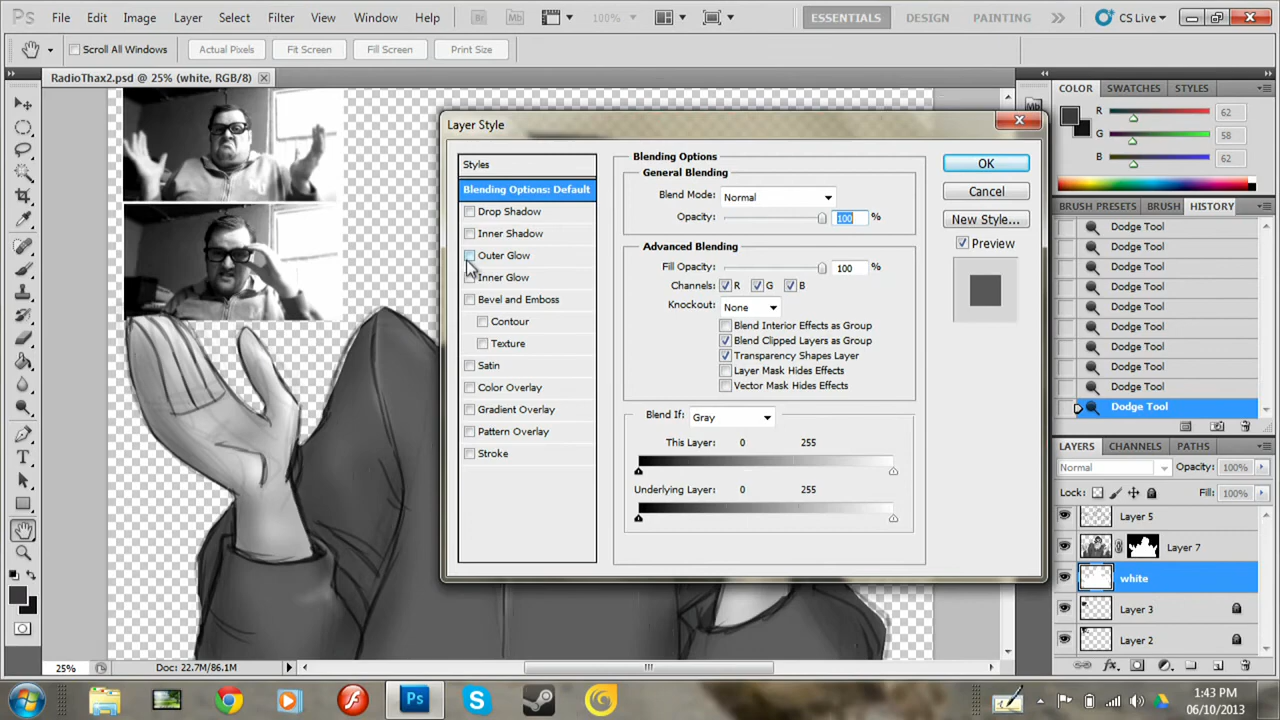 Ps File Edit Image Layer Select Filter View Window Help Br Mb 100% ESSENTIALS DESIGN PAINTING CS Live
Scroll All Windows Actual Pixels Fit Screen Fill Screen Print Size
RadioThax2.psd @ 25% (white, RGB/8)
COLOR SWATCHES STYLES
R 62
G 58
B 62
BRUSH PRESETS BRUSH HISTORY
Dodge Tool
Dodge Tool
Dodge Tool
Dodge Tool
Dodge Tool
Dodge Tool
Dodge Tool
Dodge Tool
Dodge Tool
Dodge Tool
LAYERS CHANNELS PATHS
Normal Opacity: 100%
Lock: Fill: 100%
Layer 5
Layer 7
white
Layer 3
Layer 2
Layer Style
Styles
Blending Options: Default
Drop Shadow
Inner Shadow
Outer Glow
Inner Glow
Bevel and Emboss
Contour
Texture
Satin
Color Overlay
Gradient Overlay
Pattern Overlay
Stroke
Blending Options
General Blending
Blend Mode: Normal
Opacity: 100 %
Advanced Blending
Fill Opacity: 100 %
Channels: R G B
Knockout: None
Blend Interior Effects as Group
Blend Clipped Layers as Group
Transparency Shapes Layer
Layer Mask Hides Effects
Vector Mask Hides Effects
Blend If: Gray
This Layer: 0 255
Underlying Layer: 0 255
OK
Cancel
New Style...
Preview
25% Doc: 22.7M/86.1M
Ps
1:43 PM
06/10/2013